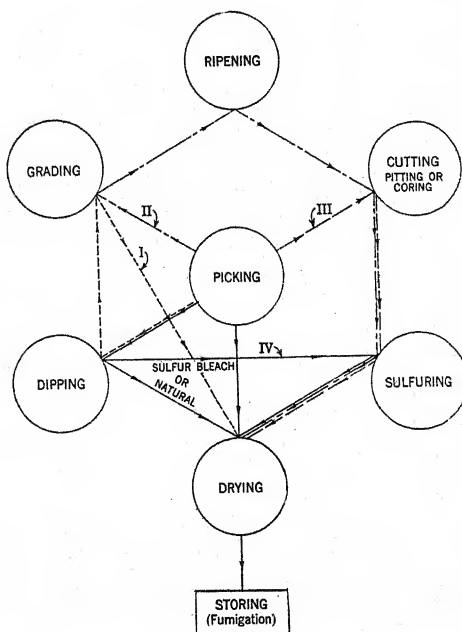 RIPENING
GRADING
CUTTING
PITTING OR
CORING
II
III
I
PICKING
IV
SULFUR BLEACH
OR
NATURAL
DIPPING
SULFURING
DRYING
STORING
(Fumigation)